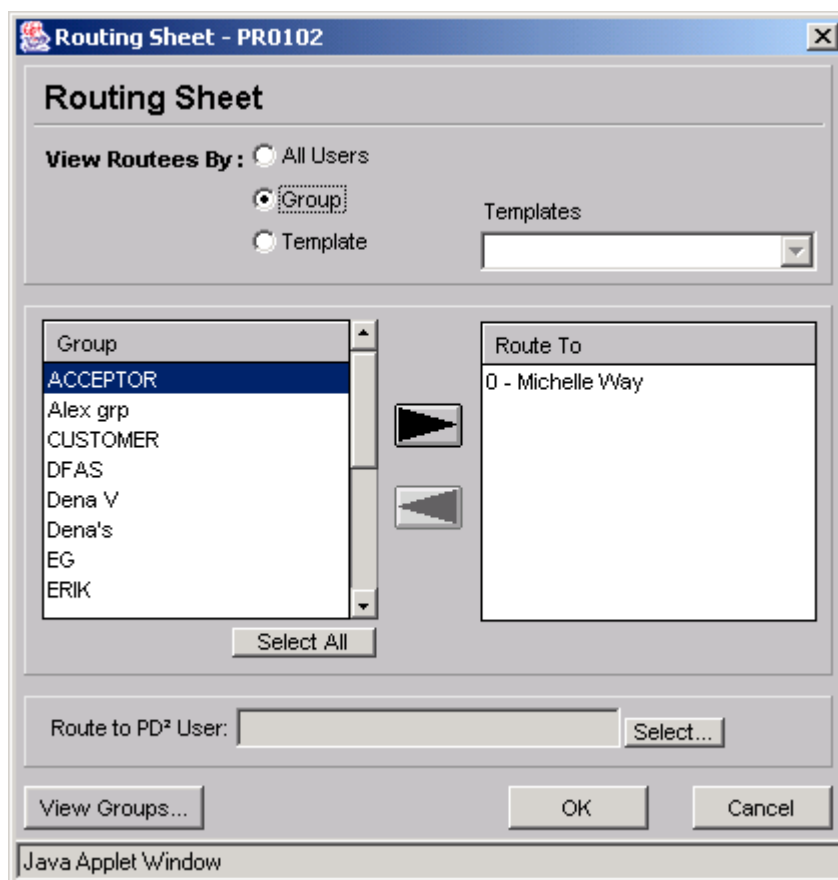 Routing Sheet - PR0102
Routing Sheet
View Routees By :
All Users
Group
Template
Templates
Group
ACCEPTOR
Alex grp
CUSTOMER
DFAS
Dena V
Dena's
EG
ERIK
Select All
Route To
0 - Michelle Way
Route to PD² User:
Select...
View Groups...
OK
Cancel
Java Applet Window